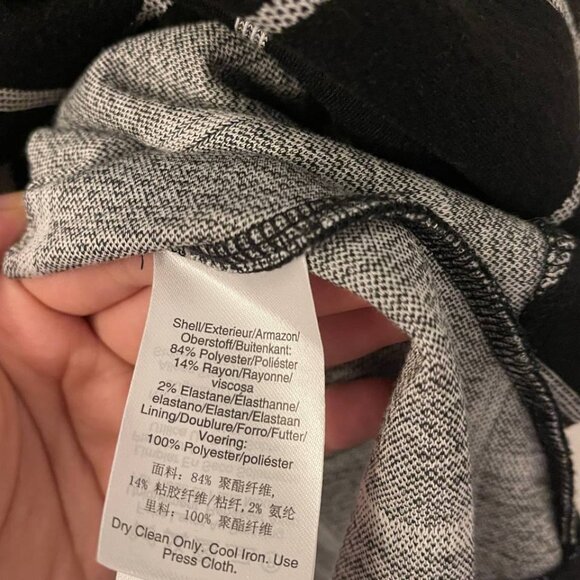 Shell/Exterieur/Armazon/
Oberstoff/Buitenkant:
84% Polyester/Poliéster
14% Rayon/Rayonne/
viscosa
2% Elastane/Élasthanne/
elastano/Elastan/Elastaan
Lining/Doublure/Forro/Futter/
Voering:
100% Polyester/poliéster
面料: 84% 聚酯纤维,
14% 粘胶纤维/粘纤,2% 氨纶
里料: 100% 聚酯纤维
Dry Clean Only. Cool Iron. Use
Press Cloth.